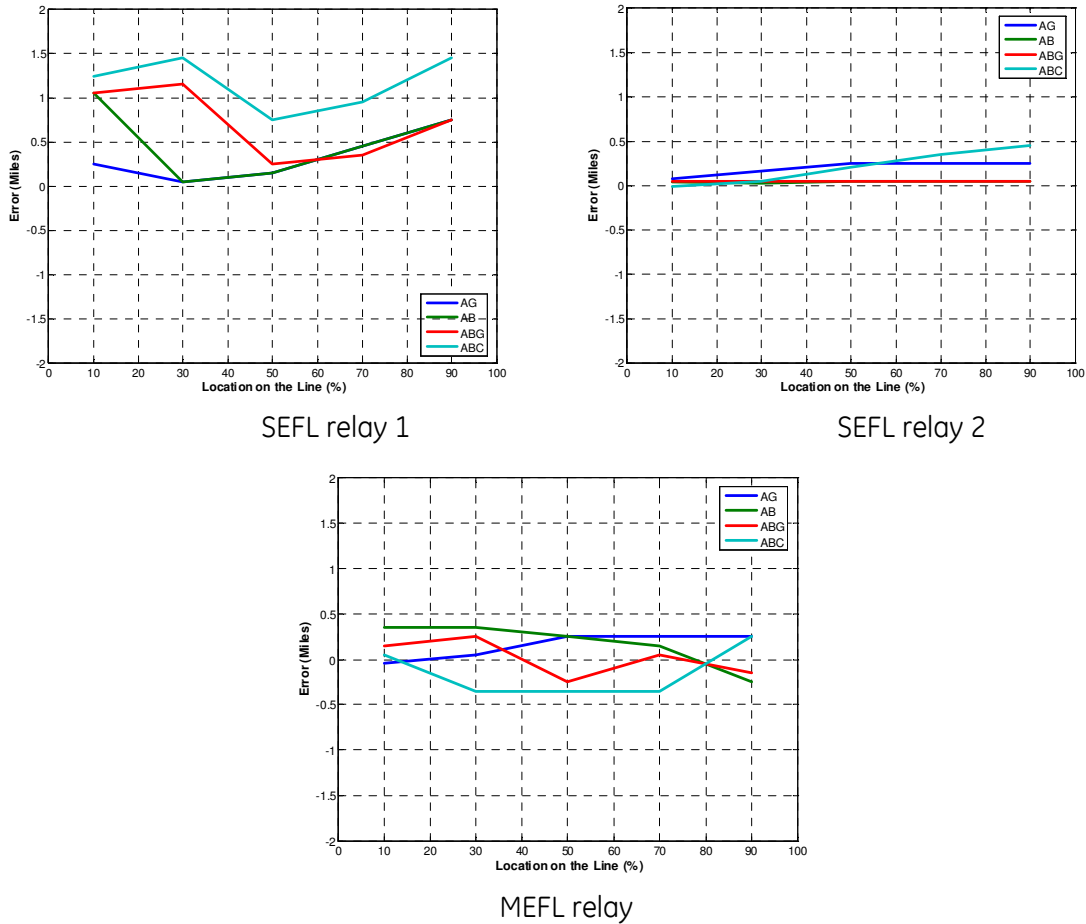 2
1.5
1
0.5
0
-0.5
-1
-1.5
-2
Error (Miles)
0 10 20 30 40 50 60 70 80 90 100
Location on the Line (%)
AG
AB
ABG
ABC
SEFL relay 1
2
1.5
1
0.5
0
-0.5
-1
-1.5
-2
Error (Miles)
0 10 20 30 40 50 60 70 80 90 100
Location on the Line (%)
AG
AB
ABG
ABC
SEFL relay 2
2
1.5
1
0.5
0
-0.5
-1
-1.5
-2
Error (Miles)
0 10 20 30 40 50 60 70 80 90 100
Location on the Line (%)
AG
AB
ABG
ABC
MEFL relay